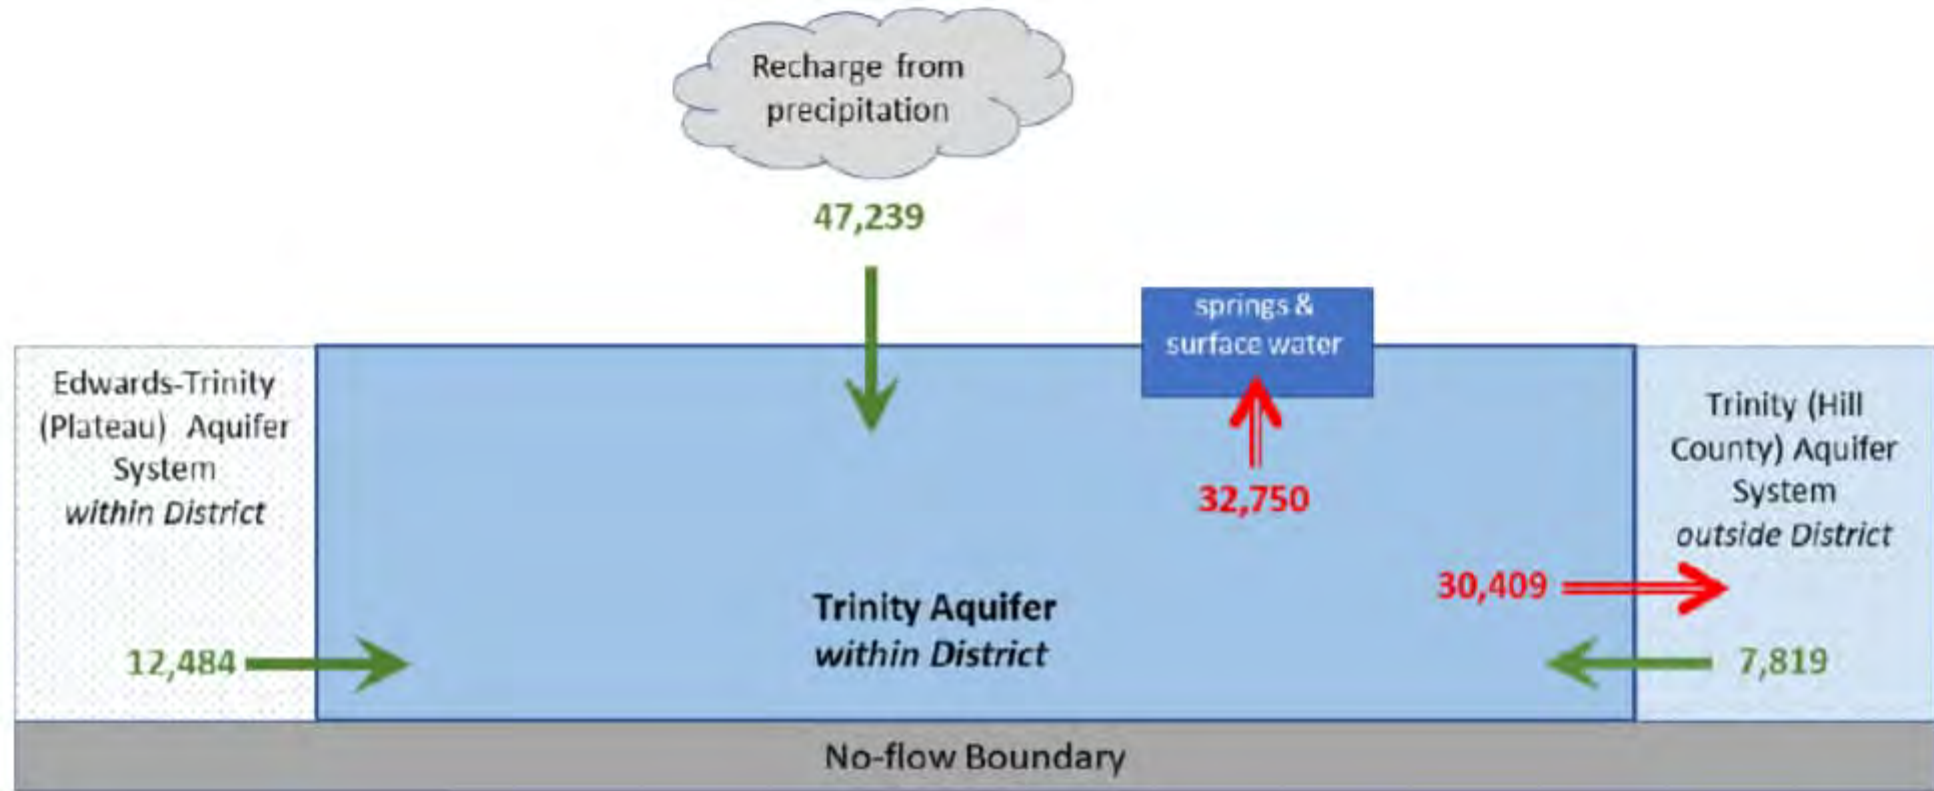 Recharge from
precipitation
47,239
springs &
surface water
Edwards-Trinity
(Plateau) Aquifer
System
within District
Trinity (Hill
County) Aquifer
System
outside District
32,750
30,409
Trinity Aquifer
within District
12,484
7,819
No-flow Boundary